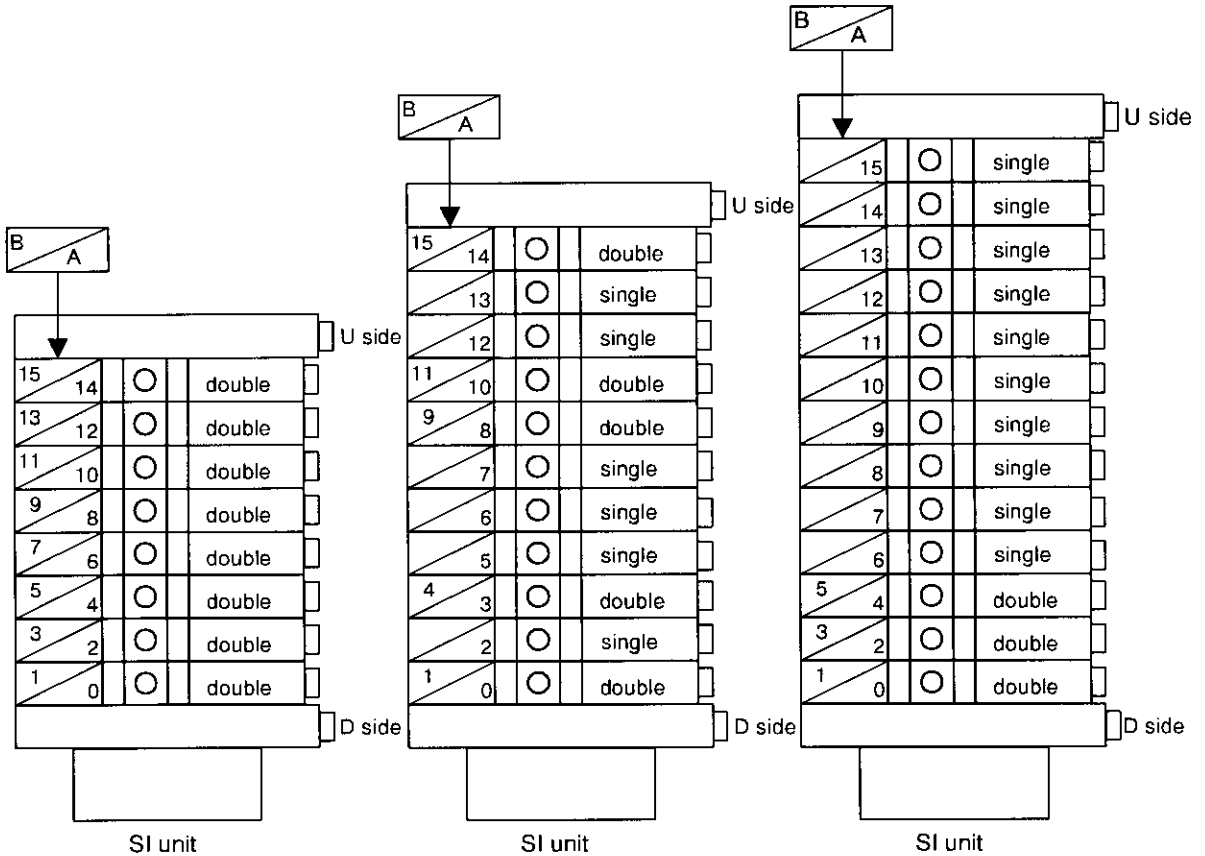 B
A
15 14 double
13 12 double
11 10 double
9 8 double
7 6 double
5 4 double
3 2 double
1 0 double
U side
D side
SI unit
B
A
15 14 double
13 single
12 single
11 10 double
9 8 double
7 single
6 single
5 single
4 3 double
2 single
1 0 double
U side
D side
SI unit
B
A
15 single
14 single
13 single
12 single
11 single
10 single
9 single
8 single
7 single
6 single
5 4 double
3 2 double
1 0 double
U side
D side
SI unit